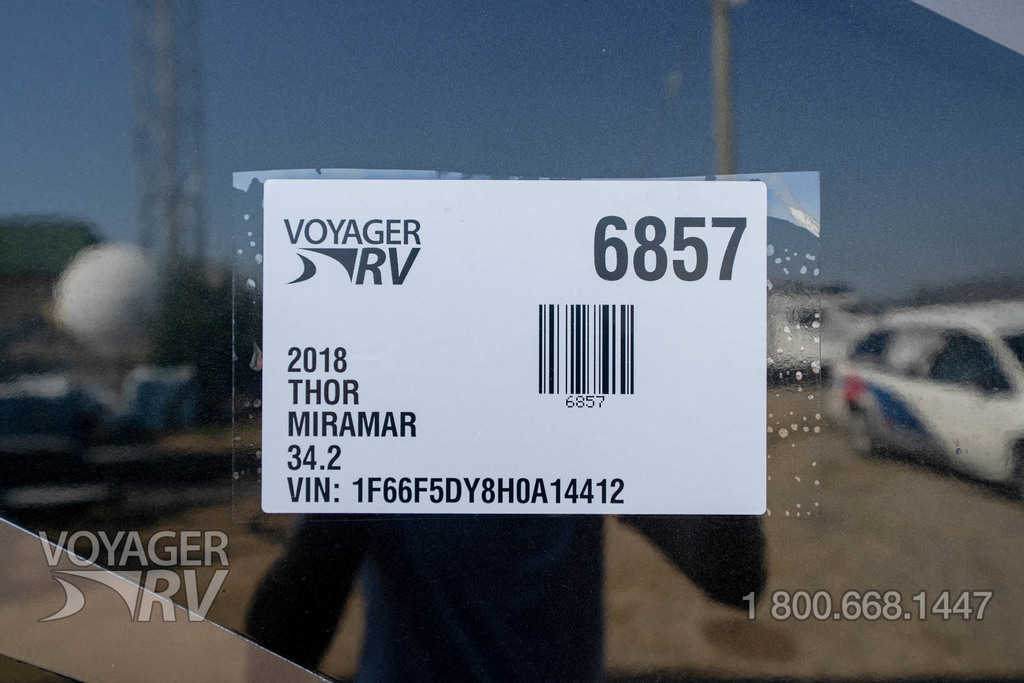 VOYAGER
RV
6857
6857
2018
THOR
MIRAMAR
34.2
VIN: 1F66F5DY8H0A14412
VOYAGER
RV
1 800.668.1447